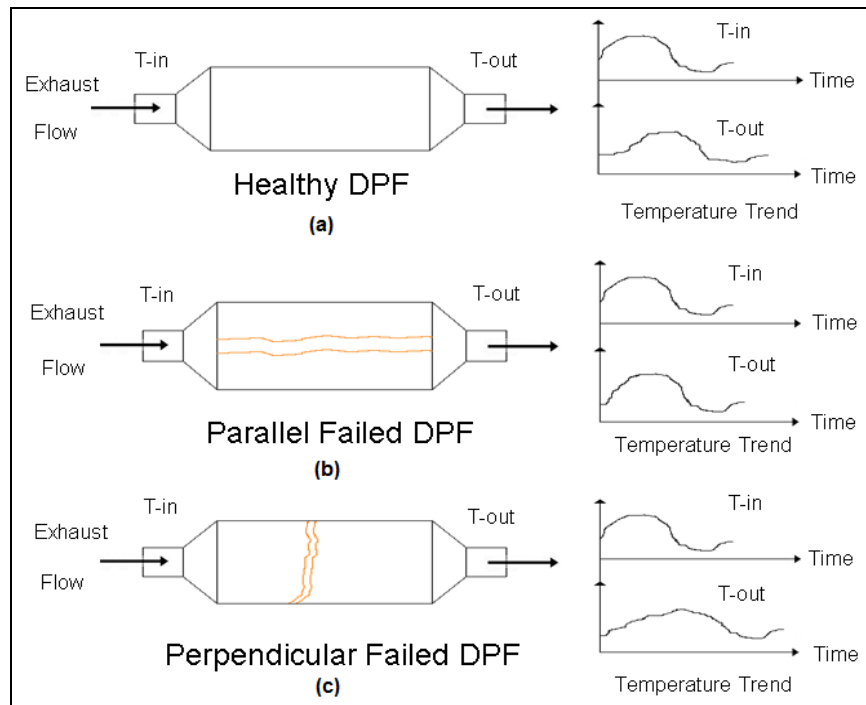 T-in
T-out
Exhaust
Flow
Healthy DPF
(a)
T-in
Time
T-out
Time
Temperature Trend
T-in
T-out
Exhaust
Flow
Parallel Failed DPF
(b)
T-in
Time
T-out
Time
Temperature Trend
T-in
T-out
Exhaust
Flow
Perpendicular Failed DPF
(c)
T-in
Time
T-out
Time
Temperature Trend